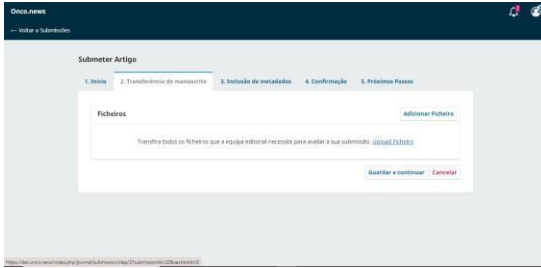 Onco.news
← Voltar a Submissões
Submeter Artigo
1. Início 2. Transferência do manuscrito 3. Inclusão de metadados 4. Confirmação 5. Próximos Passos
Ficheiros Adicionar Ficheiro
Transfira todos os ficheiros que a equipa editorial necessite para avaliar a sua submissão. Upload Ficheiro
Guardar e continuar Cancelar